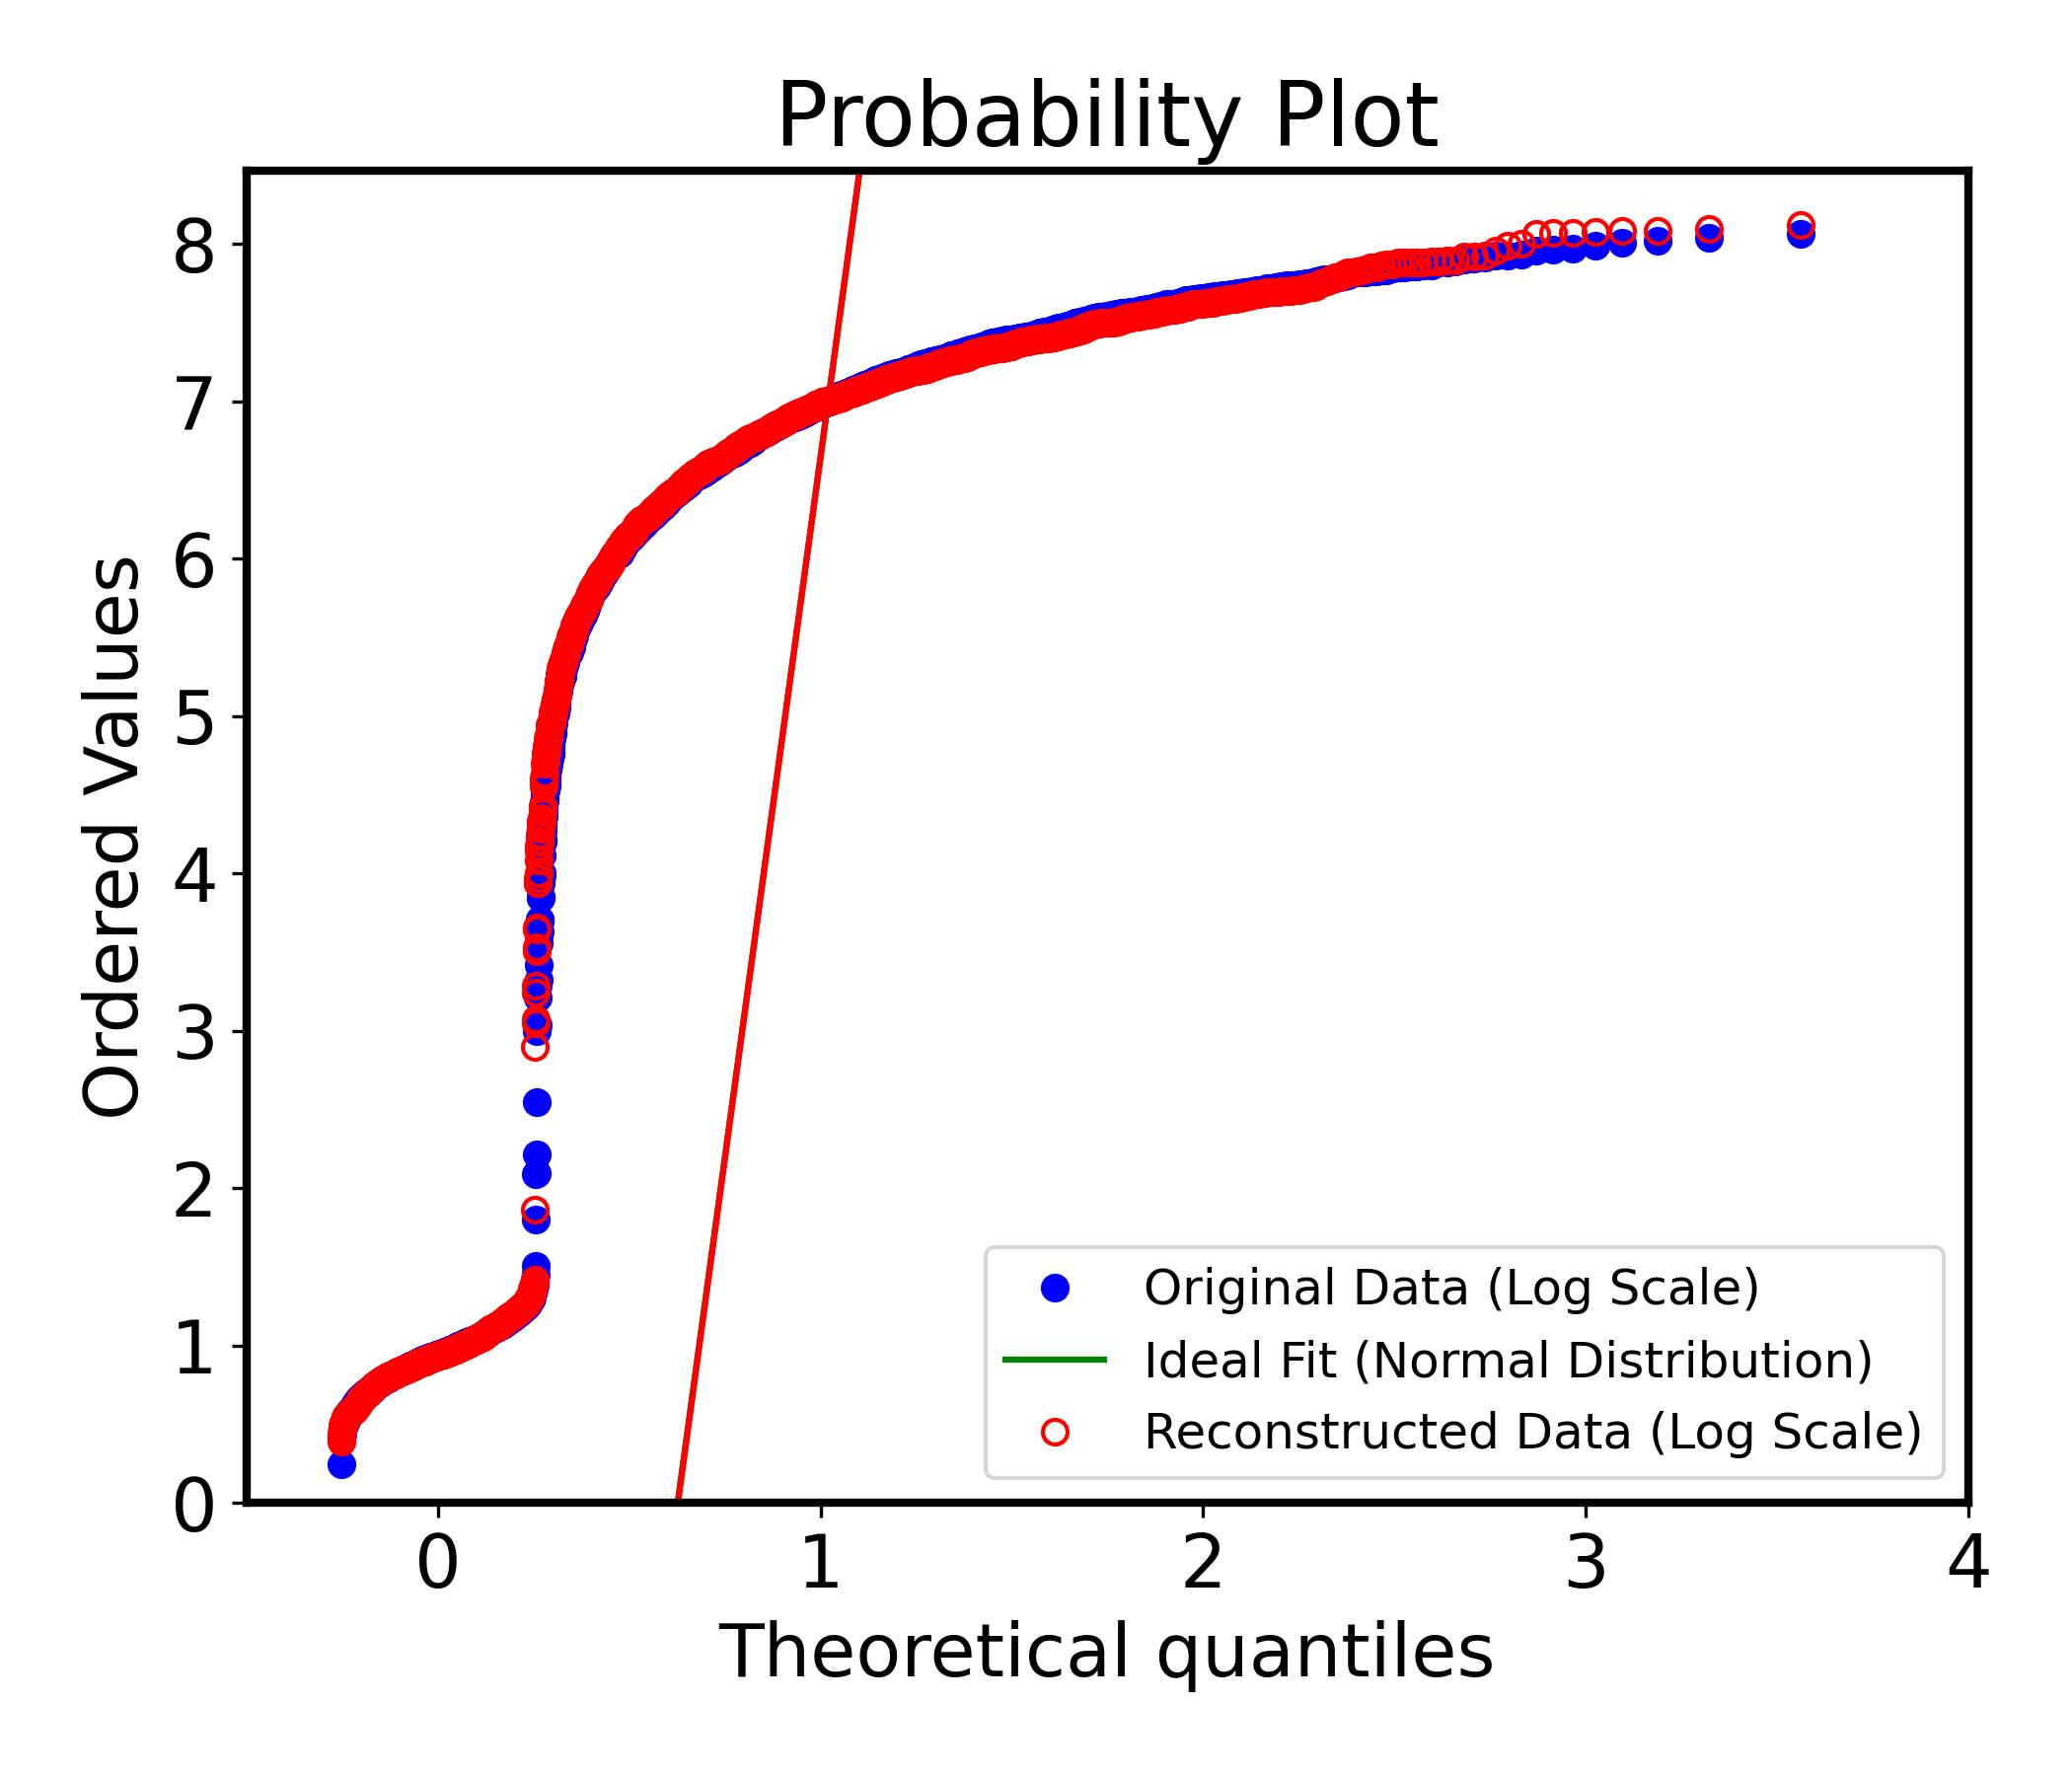 Probability Plot
8
7
6
5
4
3
2
1
0
Ordered Values
0 1 2 3 4
Theoretical quantiles
Original Data (Log Scale)
Ideal Fit (Normal Distribution)
Reconstructed Data (Log Scale)